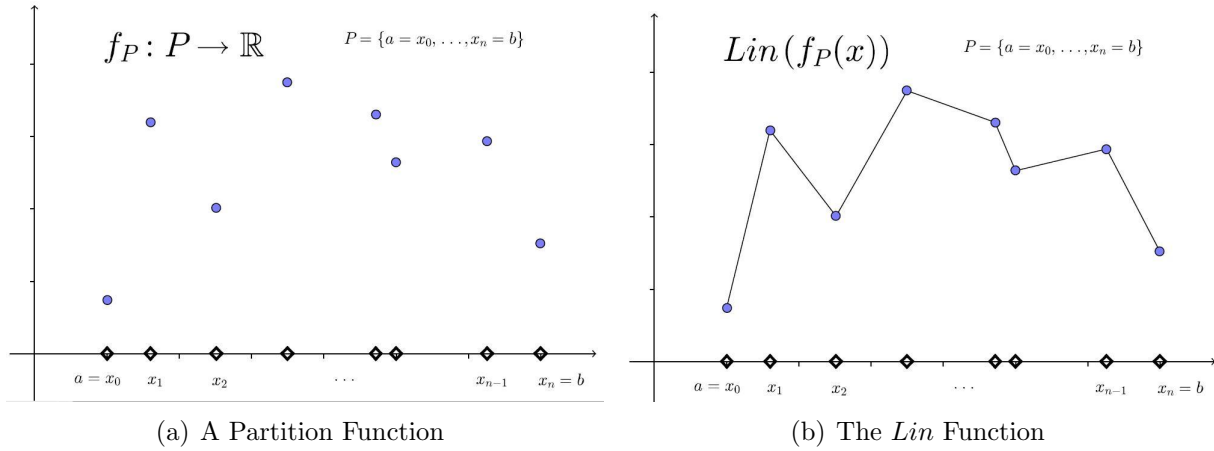 f_P : P → ℝ
P = {a = x_0, …, x_n = b}
a = x_0 x_1 x_2 ⋯ x_{n−1} x_n = b
(a) A Partition Function
Lin (f_P(x))
P = {a = x_0, …, x_n = b}
a = x_0 x_1 x_2 ⋯ x_{n−1} x_n = b
(b) The Lin Function